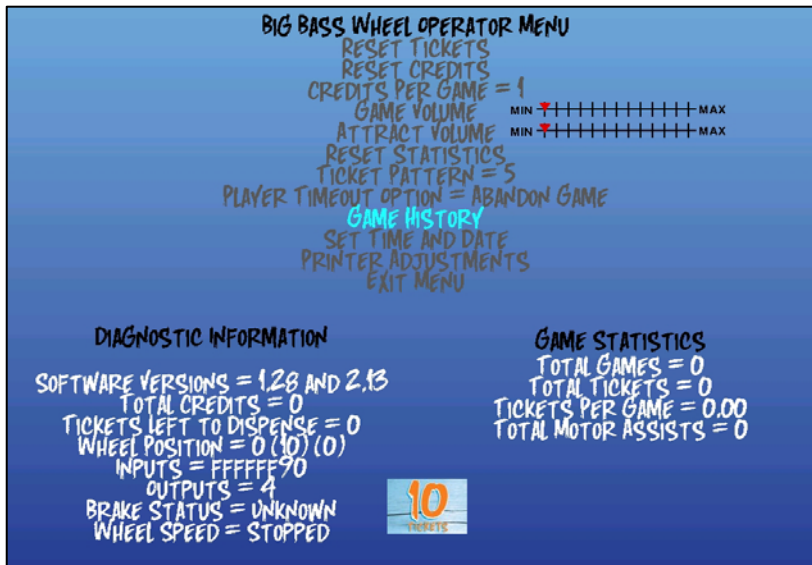 BIG BASS WHEEL OPERATOR MENU
RESET TICKETS
RESET CREDITS
CREDITS PER GAME = 1
GAME VOLUME MIN MAX
ATTRACT VOLUME MIN MAX
RESET STATISTICS
TICKET PATTERN = 5
PLAYER TIMEOUT OPTION = ABANDON GAME
GAME HISTORY
SET TIME AND DATE
PRINTER ADJUSTMENTS
EXIT MENU
DIAGNOSTIC INFORMATION
SOFTWARE VERSIONS = 1.28 AND 2.13
TOTAL CREDITS = 0
TICKETS LEFT TO DISPENSE = 0
WHEEL POSITION = 0 (10) (0)
INPUTS = FFFFFF90
OUTPUTS = 4
BRAKE STATUS = UNKNOWN
WHEEL SPEED = STOPPED
GAME STATISTICS
TOTAL GAMES = 0
TOTAL TICKETS = 0
TICKETS PER GAME = 0.00
TOTAL MOTOR ASSISTS = 0
10
TICKETS